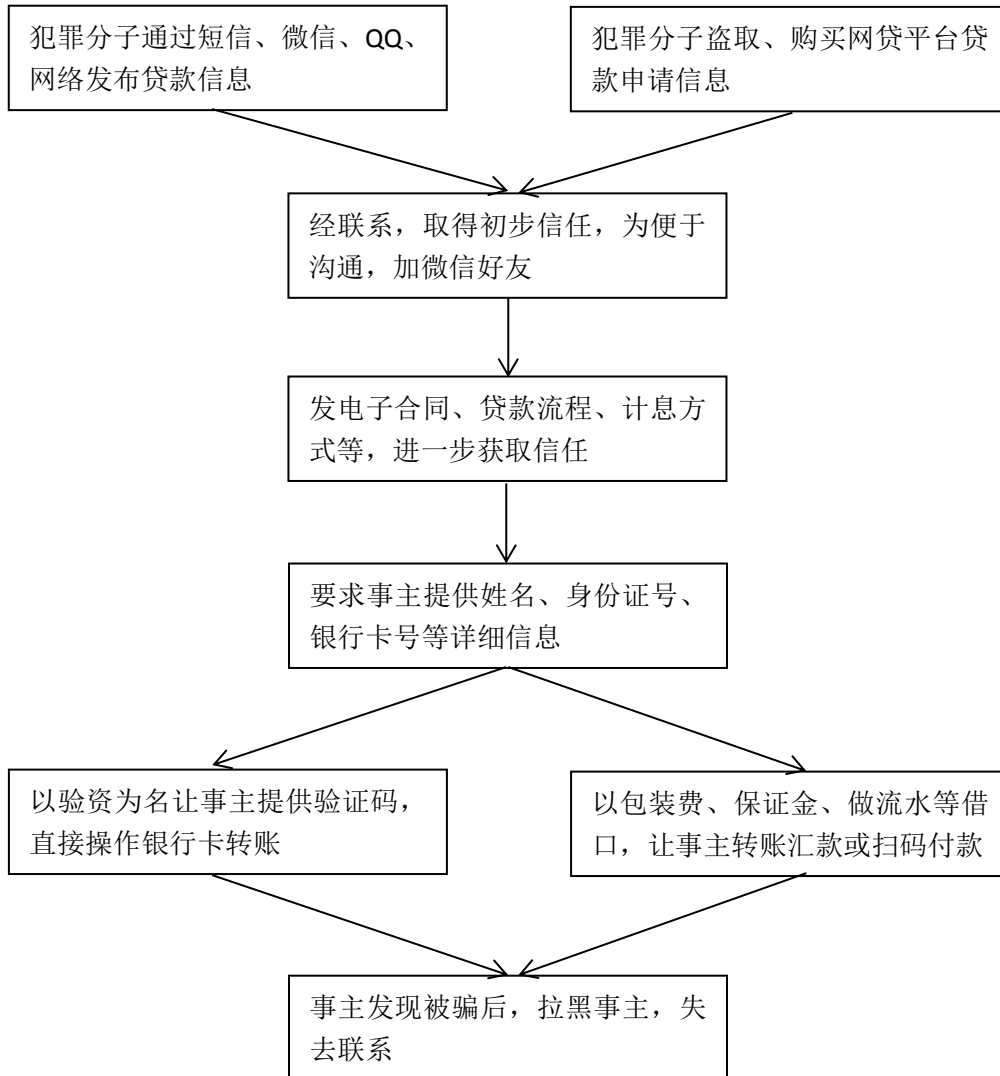 犯罪分子通过短信、微信、QQ、
网络发布贷款信息
犯罪分子盗取、购买网贷平台贷
款申请信息
经联系，取得初步信任，为便于
沟通，加微信好友
发电子合同、贷款流程、计息方
式等，进一步获取信任
要求事主提供姓名、身份证号、
银行卡号等详细信息
以验资为名让事主提供验证码，
直接操作银行卡转账
以包装费、保证金、做流水等借
口，让事主转账汇款或扫码付款
事主发现被骗后，拉黑事主，失
去联系